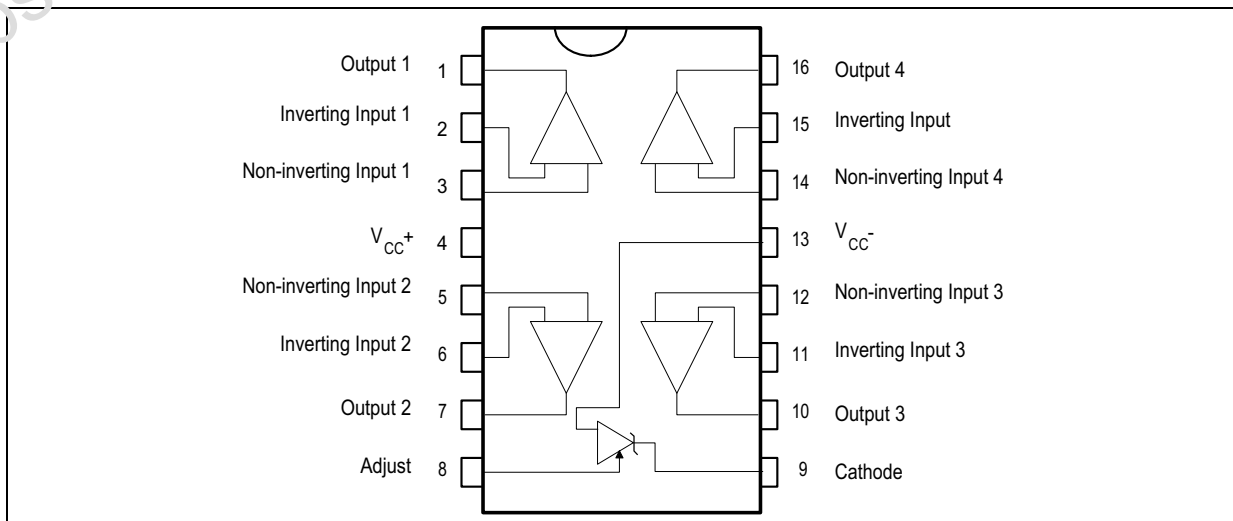 Output 1 1
Inverting Input 1 2
Non-inverting Input 1 3
VCC+ 4
Non-inverting Input 2 5
Inverting Input 2 6
Output 2 7
Adjust 8
16 Output 4
15 Inverting Input
14 Non-inverting Input 4
13 VCC-
12 Non-inverting Input 3
11 Inverting Input 3
10 Output 3
9 Cathode